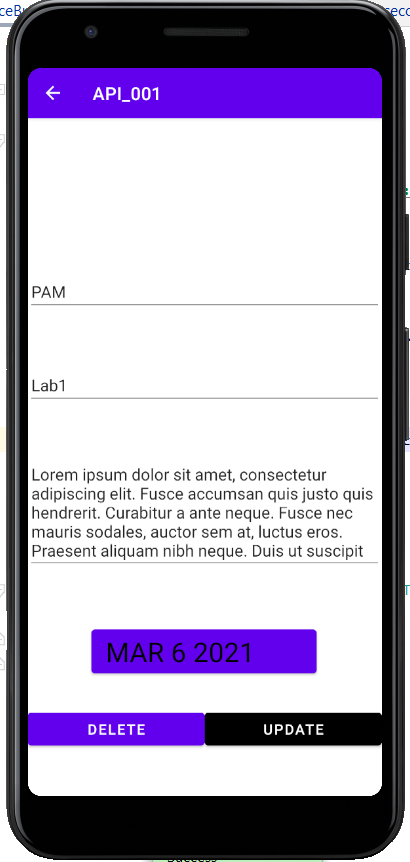 API_001
PAM
Lab1
Lorem ipsum dolor sit amet, consectetur
adipiscing elit. Fusce accumsan quis justo quis
hendrerit. Curabitur a ante neque. Fusce nec
mauris sodales, auctor sem at, luctus eros.
Praesent aliquam nibh neque. Duis ut suscipit
MAR 6 2021
DELETE
UPDATE
Success